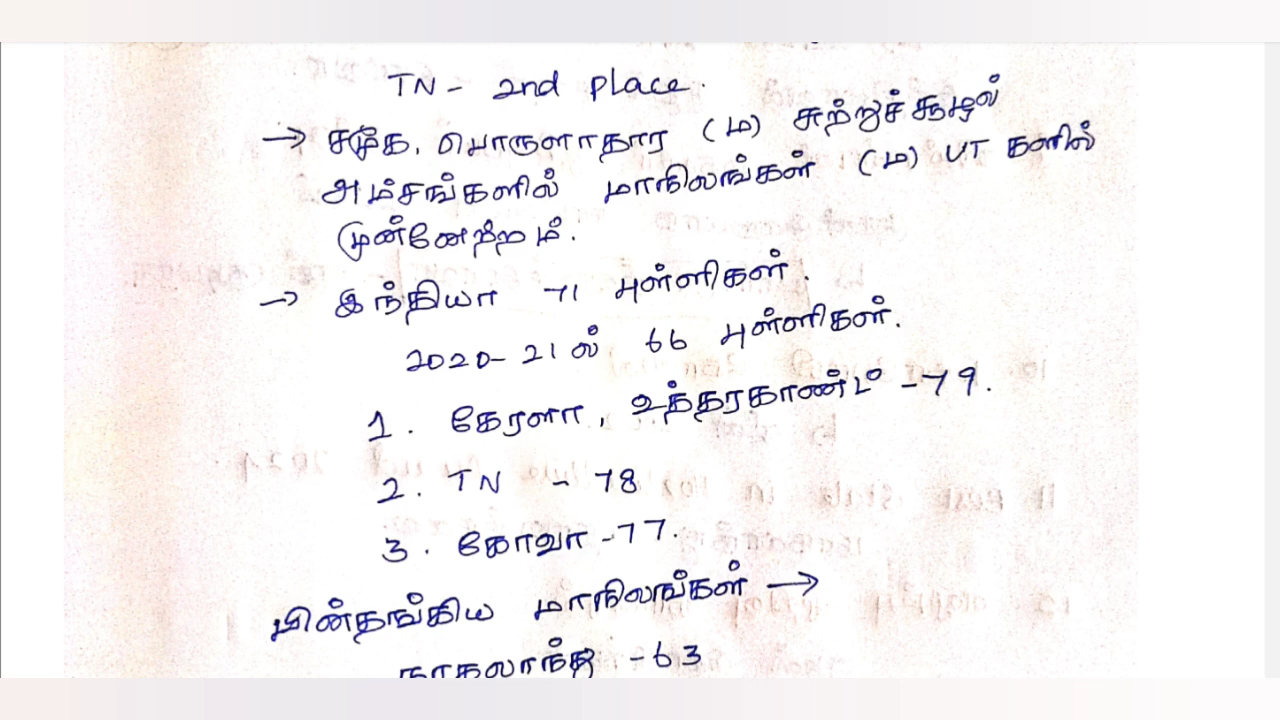 TN - 2nd place.
→ சமூக, பொருளாதார (ம) சுற்றுச்சூழல்
அம்சங்களில் மாநிலங்கள் (ம) UT களில்
முன்னேற்றம்.
→ இந்தியா 71 புள்ளிகள்.
2020-21ல் 66 புள்ளிகள்.
1. கேரளா, உத்தரகாண்ட் - 79.
2. TN - 78
3. கோவா - 77.
பின்தங்கிய மாநிலங்கள் →
நாகலாந்து - 63